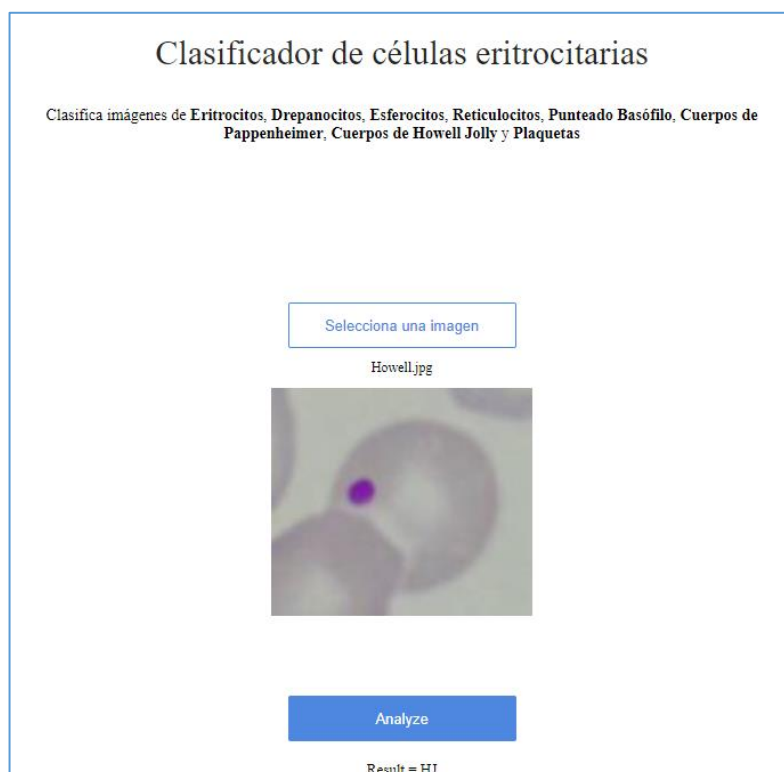 Clasificador de células eritrocitarias
Clasifica imágenes de Eritrocitos, Drepanocitos, Esferocitos, Reticulocitos, Punteado Basófilo, Cuerpos de
Pappenheimer, Cuerpos de Howell Jolly y Plaquetas
Selecciona una imagen
Howell.jpg
Analyze
Result = HJ